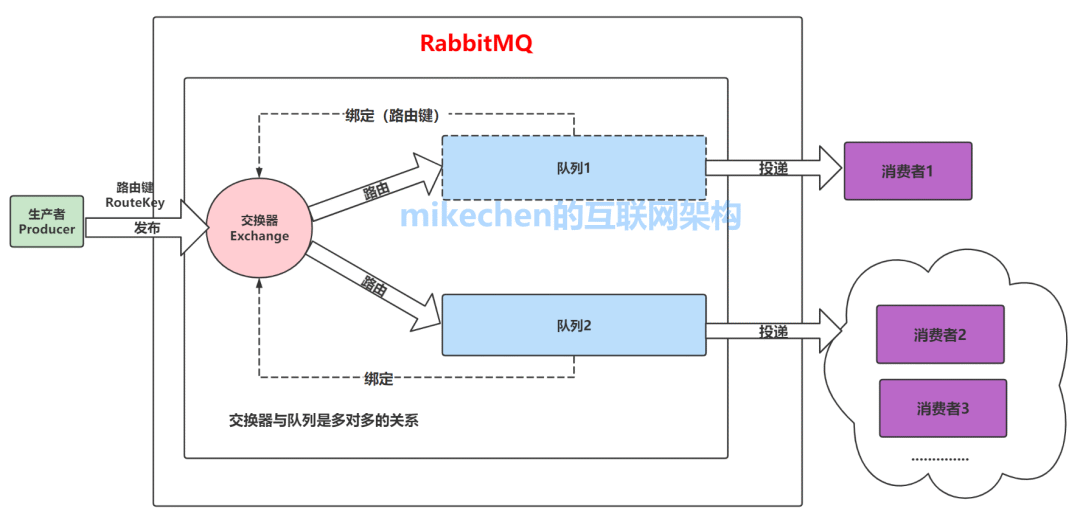 RabbitMQ
绑定（路由键）
队列1
投递
消费者1
路由
路由键
RouteKey
生产者
Producer
发布
交换器
Exchange
mikechen的互联网架构
路由
队列2
投递
消费者2
绑定
消费者3
交换器与队列是多对多的关系
..............